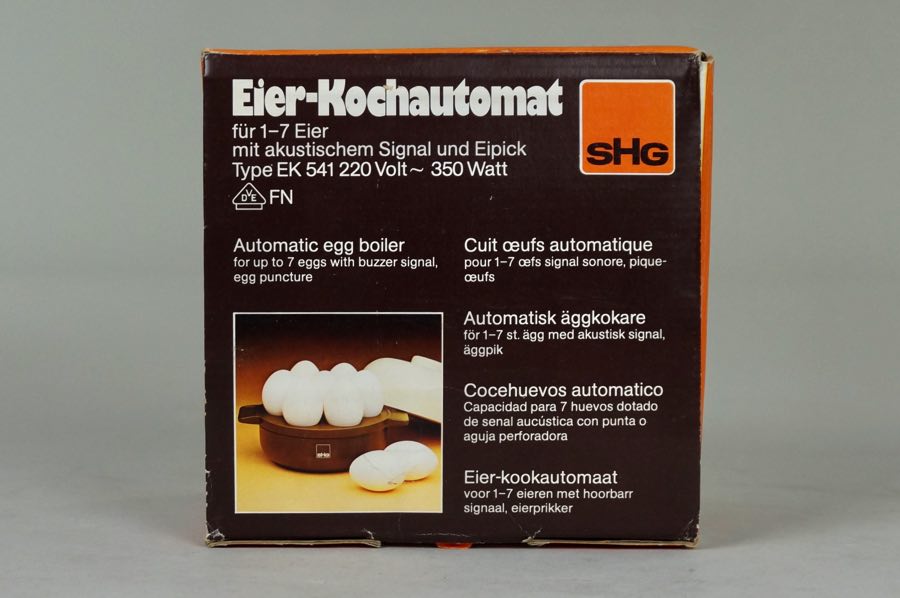 Eier-Kochautomat
für 1–7 Eier
mit akustischem Signal und Eipick
Type EK 541 220 Volt ~ 350 Watt
DVE FN
sHG
Automatic egg boiler
for up to 7 eggs with buzzer signal,
egg puncture
Cuit œufs automatique
pour 1–7 œfs signal sonore, pique-
œufs
Automatisk äggkokare
för 1–7 st. ägg med akustisk signal,
äggpik
Cocehuevos automatico
Capacidad para 7 huevos dotado
de senal aucústica con punta o
aguja perforadora
Eier-kookautomaat
voor 1–7 eieren met hoorbarr
signaal, eierprikker
sHG